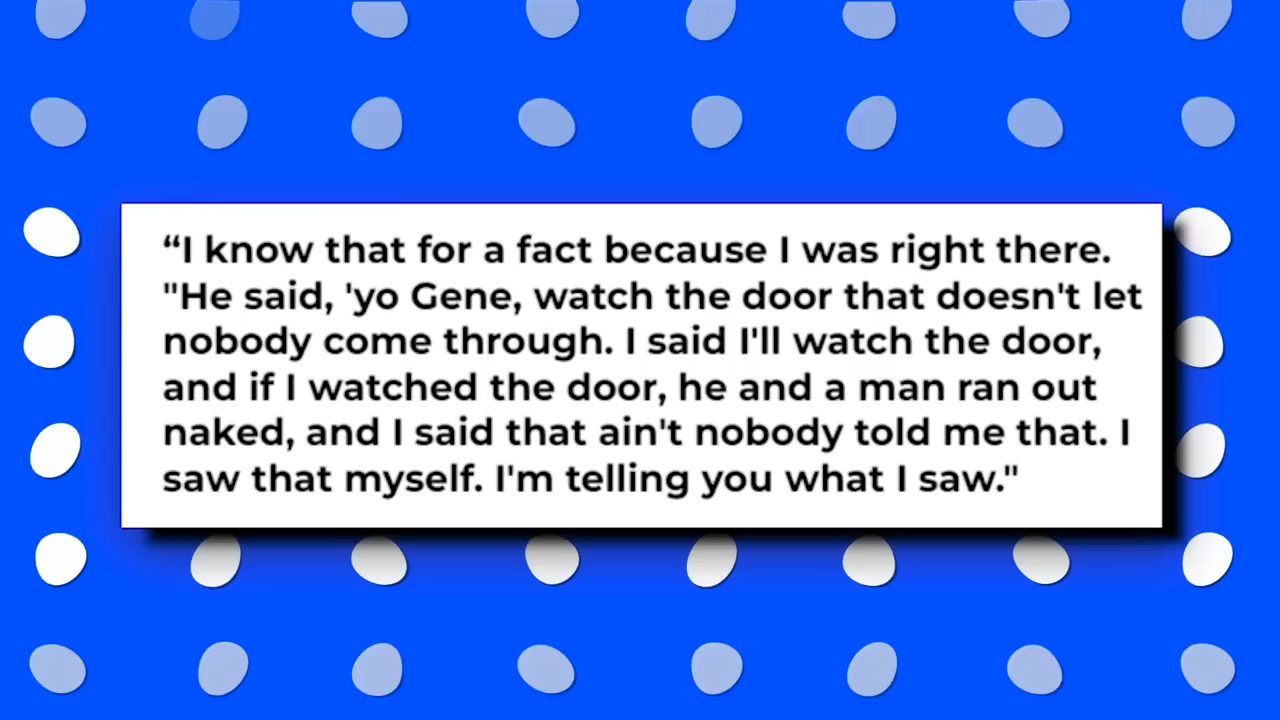 “I know that for a fact because I was right there.
"He said, 'yo Gene, watch the door that doesn't let
nobody come through. I said I'll watch the door,
and if I watched the door, he and a man ran out
naked, and I said that ain't nobody told me that. I
saw that myself. I'm telling you what I saw."